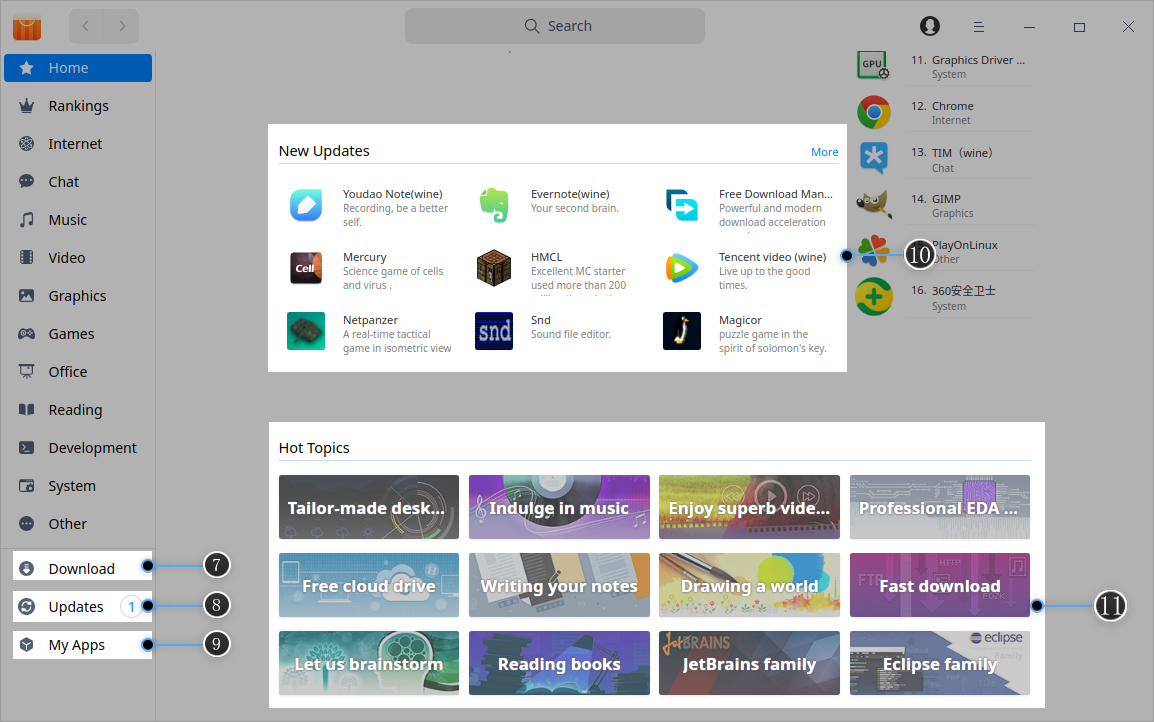 Search
Home
Rankings
Internet
Chat
Music
Video
Graphics
Games
Office
Reading
Development
System
Other
Download
7
Updates
1
8
My Apps
9
New Updates
More
Youdao Note(wine)
Recording, be a better
self.
Evernote(wine)
Your second brain.
Free Download Man...
Powerful and modern
download acceleration
Cell
Mercury
Science game of cells
and virus .
HMCL
Excellent MC starter
used more than 200
Tencent video (wine)
Live up to the good
times.
Netpanzer
A real-time tactical
game in isometric view
snd
Snd
Sound file editor.
Magicor
puzzle game in the
spirit of solomon's key.
10
GPU
11. Graphics Driver ...
System
12. Chrome
Internet
13. TIM（wine）
Chat
14. GIMP
Graphics
PlayOnLinux
Other
16. 360安全卫士
System
Hot Topics
Tailor-made desk...
Indulge in music
Enjoy superb vide...
Professional EDA ...
Free cloud drive
Writing your notes
Drawing a world
FTP
HTTP
ED2K
Fast download
11
Let us brainstorm
Reading books
JetBRAINS
JetBrains family
eclipse
Family
Eclipse family